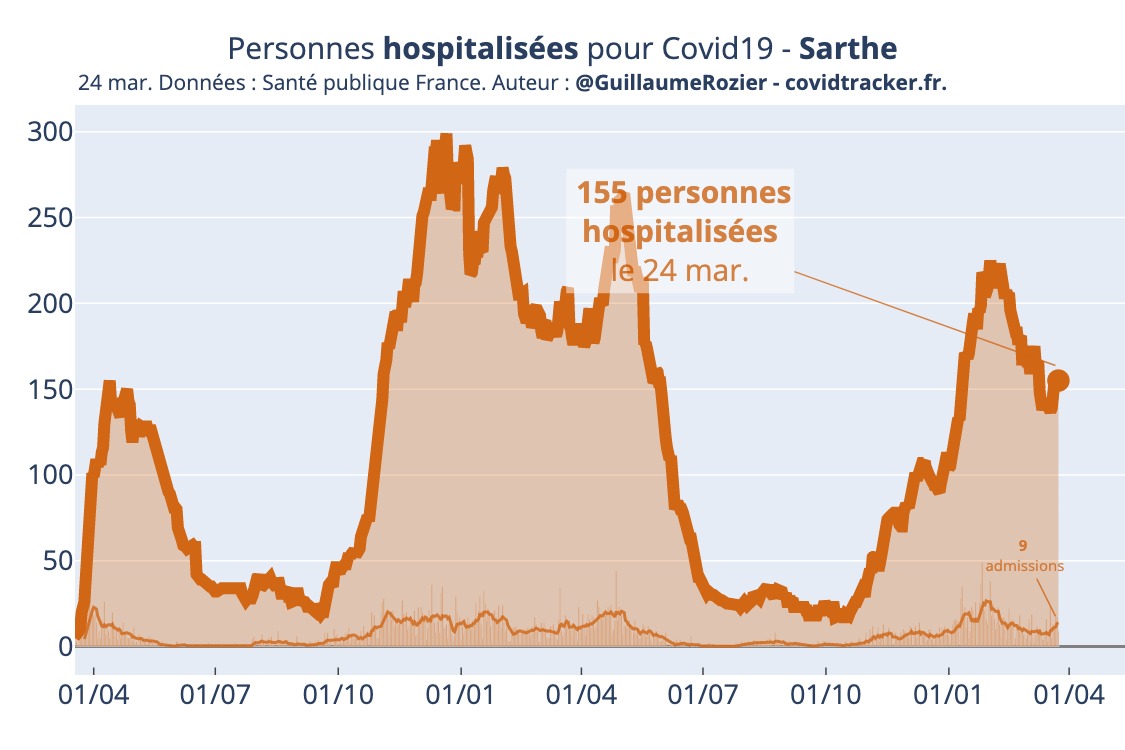 Personnes hospitalisées pour Covid19 - Sarthe
24 mar. Données : Santé publique France. Auteur : @GuillaumeRozier - covidtracker.fr.
300
250
200
150
100
50
0
155 personnes
hospitalisées
le 24 mar.
9
admissions
01/04 01/07 01/10 01/01 01/04 01/07 01/10 01/01 01/04